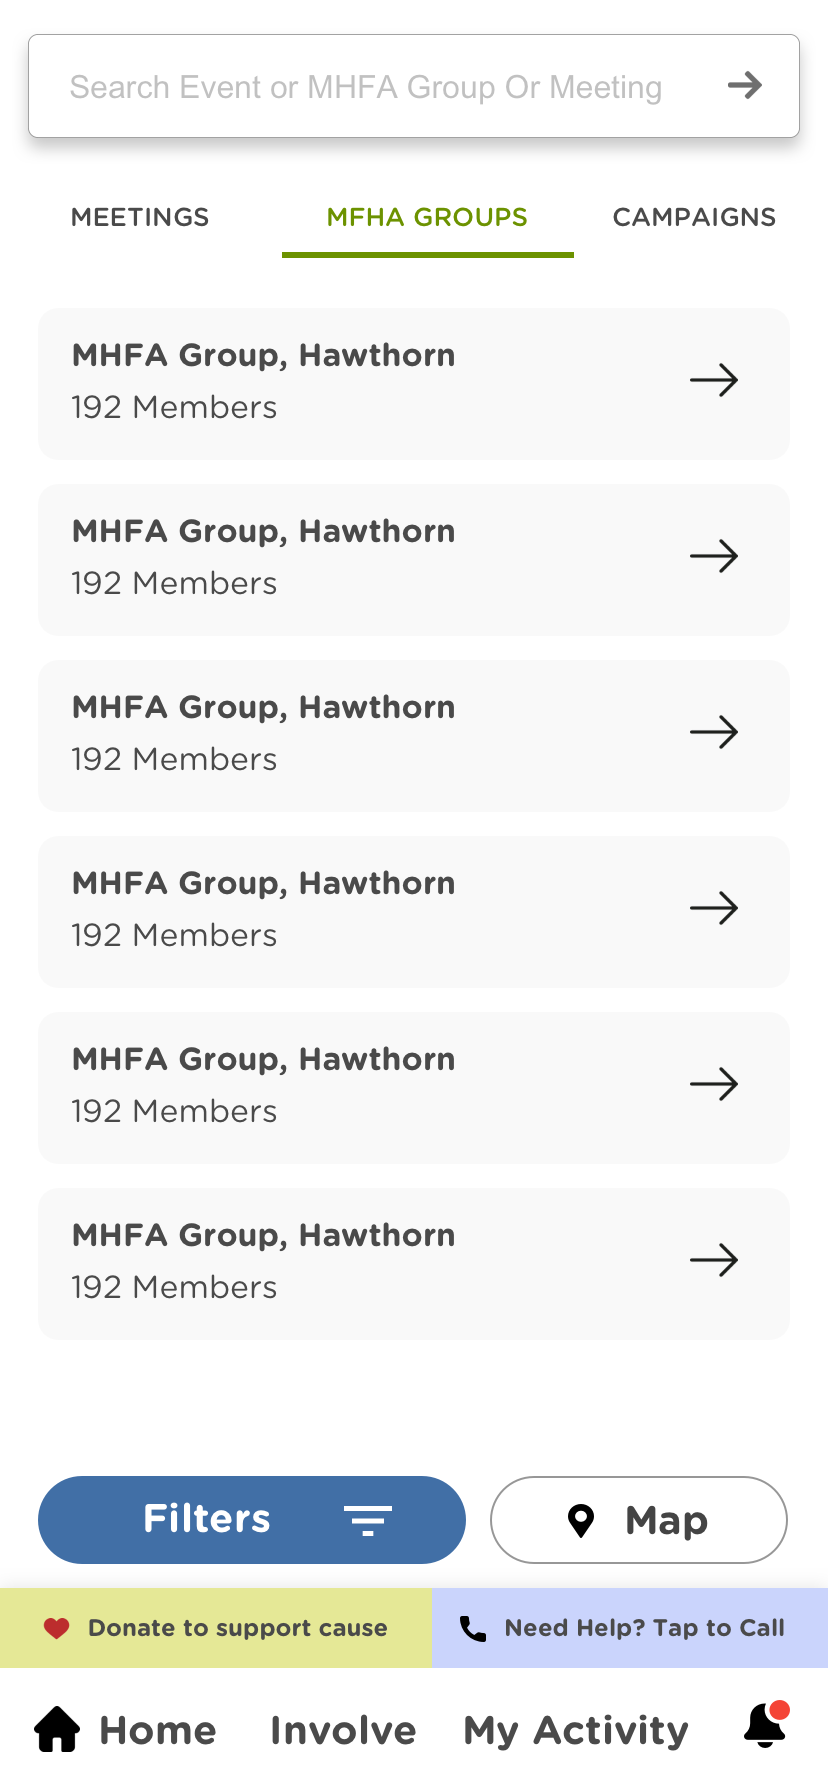 Search Event or MHFA Group Or Meeting
MEETINGS
MFHA GROUPS
CAMPAIGNS
MHFA Group, Hawthorn
192 Members
MHFA Group, Hawthorn
192 Members
MHFA Group, Hawthorn
192 Members
MHFA Group, Hawthorn
192 Members
MHFA Group, Hawthorn
192 Members
MHFA Group, Hawthorn
192 Members
Filters
Map
Donate to support cause
Need Help? Tap to Call
Home
Involve
My Activity